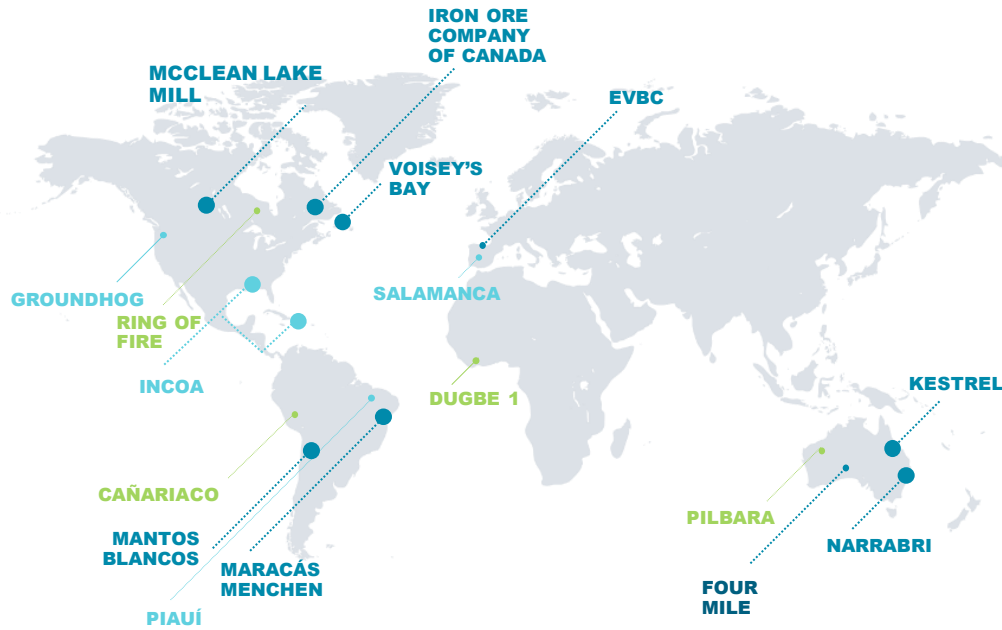 IRON ORE
COMPANY
OF CANADA
MCCLEAN LAKE
MILL
EVBC
VOISEY’S
BAY
GROUNDHOG
SALAMANCA
RING OF
FIRE
INCOA
DUGBE 1
KESTREL
CAÑARIACO
PILBARA
MANTOS
BLANCOS
NARRABRI
MARACÁS
MENCHEN
FOUR
MILE
PIAUÍ